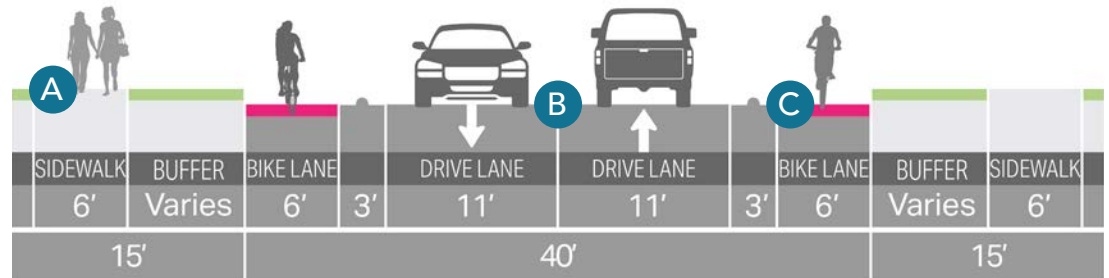 A
B
C
SIDEWALK BUFFER BIKE LANE DRIVE LANE DRIVE LANE BIKE LANE BUFFER SIDEWALK
6' Varies 6' 3' 11' 11' 3' 6' Varies 6'
15' 40' 15'